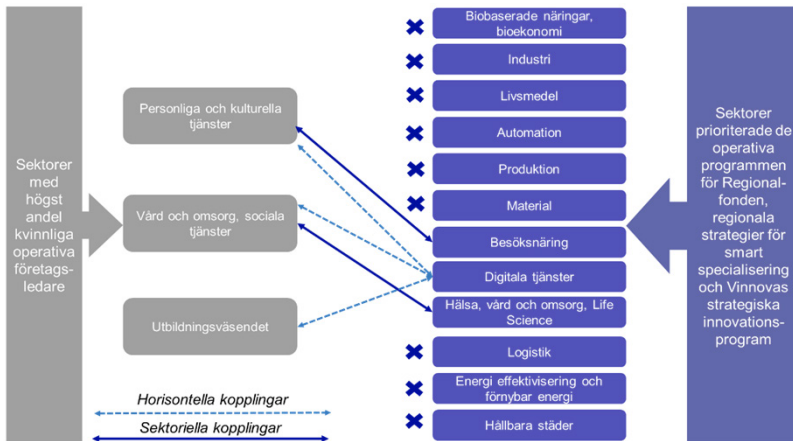 Sektorer
med
högst
andel
kvinnliga
operativa
företags-
ledare
Personliga och kulturella
tjänster
Vård och omsorg, sociala
tjänster
Utbildningsväsendet
Horisontella kopplingar
Sektoriella kopplingar
Biobaserade näringar,
bioekonomi
Industri
Livsmedel
Automation
Produktion
Material
Besöksnäring
Digitala tjänster
Hälsa, vård och omsorg, Life
Science
Logistik
Energi effektivisering och
förnybar energi
Hållbara städer
Sektorer
prioriterade de
operativa
programmen
för Regional-
fonden,
regionala
strategier för
smart
specialisering
och Vinnovas
strategiska
innovations-
program